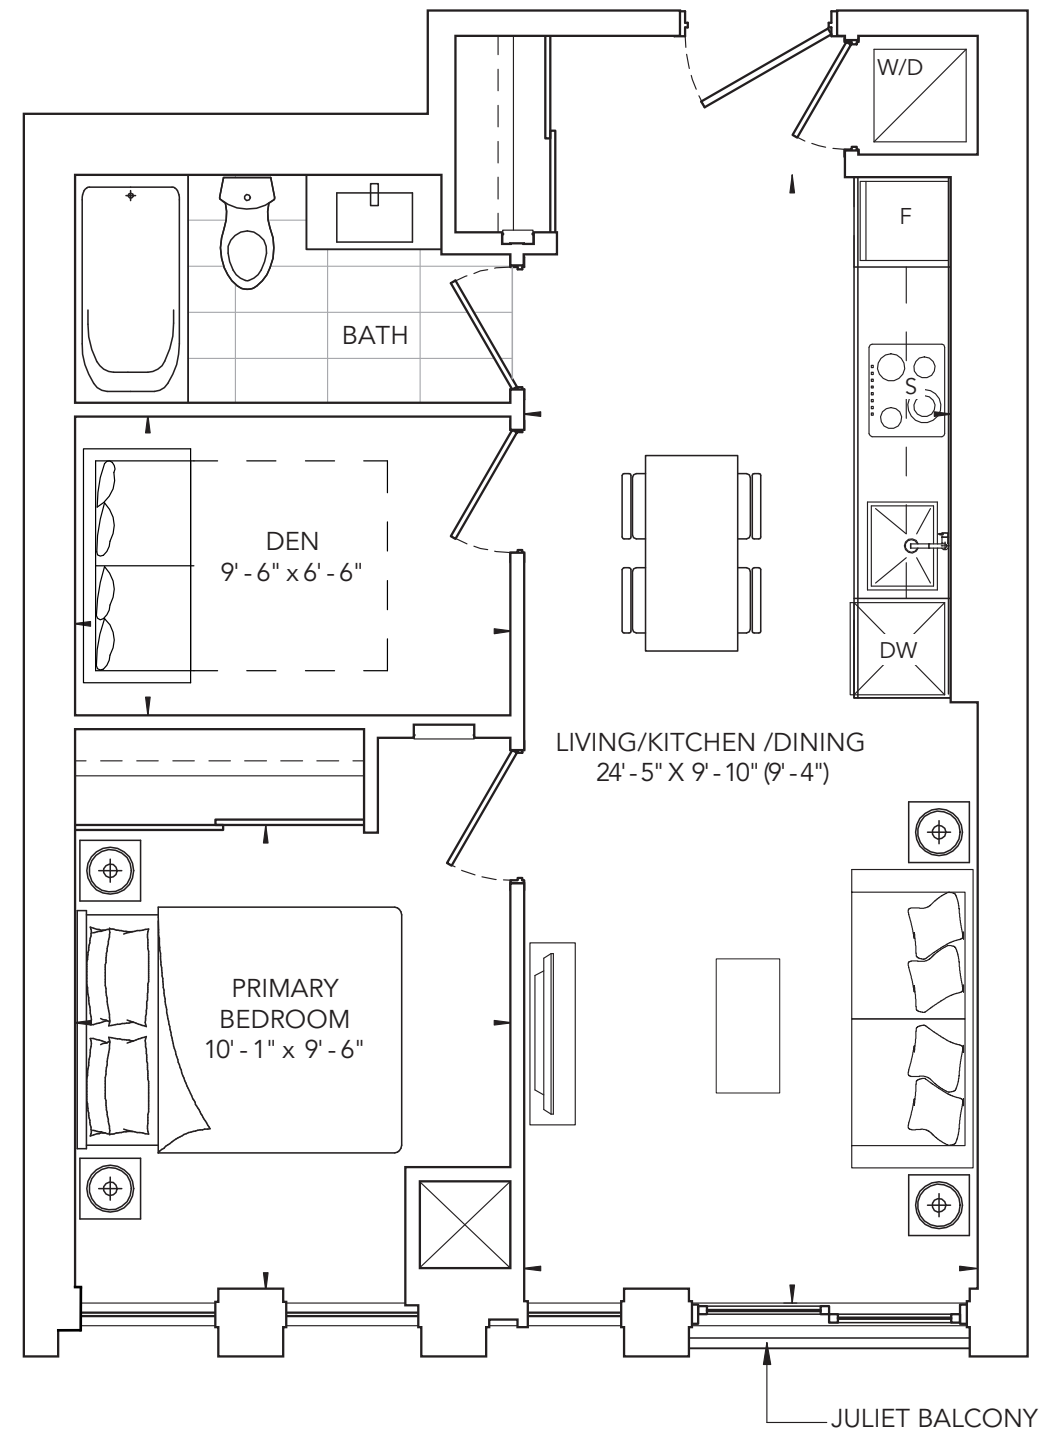 W/D
F
BATH
S
DEN
9' - 6" x 6' - 6"
DW
LIVING/KITCHEN /DINING
24' - 5" X 9' - 10" (9' - 4")
PRIMARY
BEDROOM
10' - 1" x 9' - 6"
JULIET BALCONY